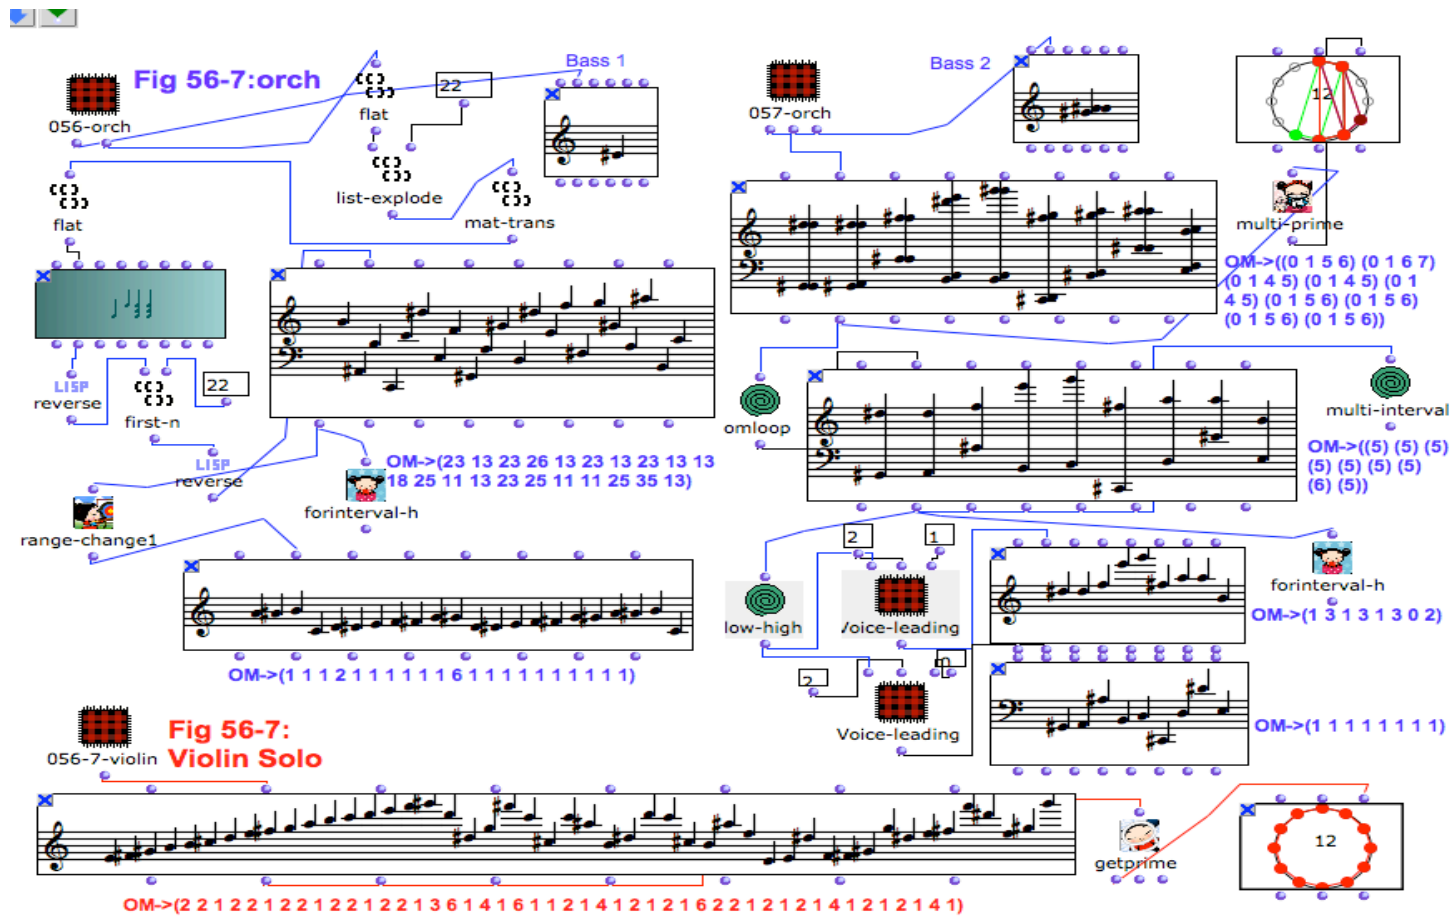 Fig 56-7:orch
056-orch
flat
22
Bass 1
list-explode
mat-trans
flat
LISP
reverse
first-n
22
LISP
reverse
OM->(23 13 23 26 13 23 13 23 13 13
18 25 11 13 23 25 11 11 25 35 13)
forinterval-h
range-change1
OM->(1 1 1 2 1 1 1 1 1 1 6 1 1 1 1 1 1 1 1 1 1)
057-orch
Bass 2
12
multi-prime
OM->((0 1 5 6) (0 1 6 7)
(0 1 4 5) (0 1 4 5) (0 1
4 5) (0 1 5 6) (0 1 5 6)
(0 1 5 6) (0 1 5 6))
omloop
multi-interval
OM->((5) (5) (5)
(5) (5) (5) (5)
(6) (5))
2
1
low-high
Voice-leading
forinterval-h
OM->(1 3 1 3 1 3 0 2)
2
0
Voice-leading
OM->(1 1 1 1 1 1 1 1)
056-7-violin
Fig 56-7:
Violin Solo
getprime
12
OM->(2 2 1 2 2 1 2 2 1 2 2 1 2 2 1 3 6 1 4 1 6 1 1 2 1 4 1 2 1 2 1 6 2 2 1 2 1 2 1 4 1 2 1 2 1 4 1)